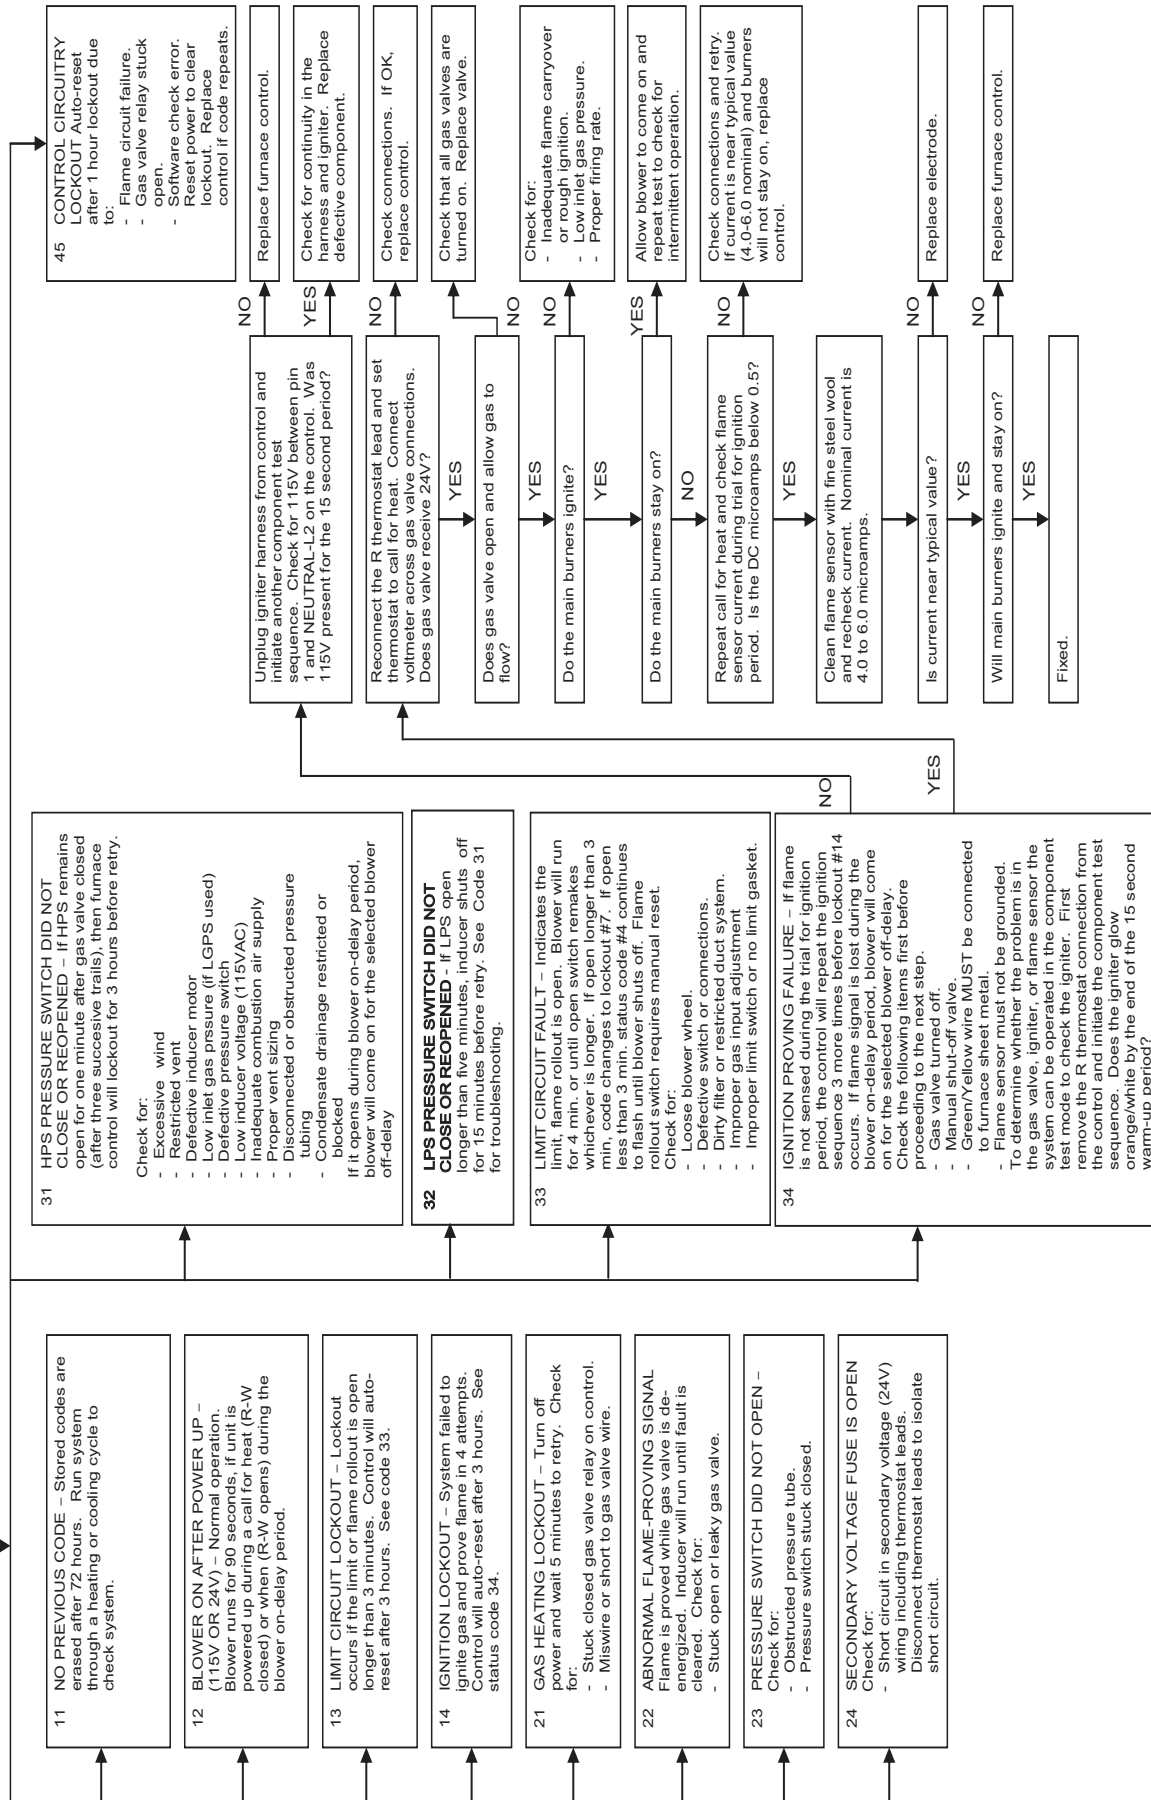 11 NO PREVIOUS CODE – Stored codes are
erased after 72 hours. Run system
through a heating or cooling cycle to
check system.
12 BLOWER ON AFTER POWER UP –
(115V OR 24V) – Normal operation.
Blower runs for 90 seconds, if unit is
powered up during a call for heat (R-W
closed) or when (R-W opens) during the
blower on-delay period.
13 LIMIT CIRCUIT LOCKOUT – Lockout
occurs if the limit or flame rollout is open
longer than 3 minutes. Control will auto-
reset after 3 hours. See code 33.
14 IGNITION LOCKOUT – System failed to
ignite gas and prove flame in 4 attempts.
Control will auto-reset after 3 hours. See
status code 34.
21 GAS HEATING LOCKOUT – Turn off
power and wait 5 minutes to retry. Check
for:
- Stuck closed gas valve relay on control.
- Miswire or short to gas valve wire.
22 ABNORMAL FLAME-PROVING SIGNAL
Flame is proved while gas valve is de-
energized. Inducer will run until fault is
cleared. Check for:
- Stuck open or leaky gas valve.
23 PRESSURE SWITCH DID NOT OPEN –
Check for:
- Obstructed pressure tube.
- Pressure switch stuck closed.
24 SECONDARY VOLTAGE FUSE IS OPEN
Check for:
- Short circuit in secondary voltage (24V)
wiring including thermostat leads.
Disconnect thermostat leads to isolate
short circuit.
31 HPS PRESSURE SWITCH DID NOT
CLOSE OR REOPENED – If HPS remains
open for one minute after gas valve closed
(after three succesive trails), then furnace
control will lockout for 3 hours before retry.
Check for:
- Excessive wind
- Restricted vent
- Defective inducer motor
- Low inlet gas pressure (if LGPS used)
- Defective pressure switch
- Low inducer voltage (115VAC)
- Inadequate combustion air supply
- Proper vent sizing
- Disconnected or obstructed pressure
tubing
- Condensate drainage restricted or
blocked
If it opens during blower on-delay period,
blower will come on for the selected blower
off-delay
32 LPS PRESSURE SWITCH DID NOT
CLOSE OR REOPENED - If LPS open
longer than five minutes, inducer shuts off
for 15 minutes before retry. See Code 31
for troubleshooting.
33 LIMIT CIRCUIT FAULT – Indicates the
limit, flame rollout is open. Blower will run
for 4 min. or until open switch remakes
whichever is longer. If open longer than 3
min, code changes to lockout #7. If open
less than 3 min. status code #4 continues
to flash until blower shuts off. Flame
rollout switch requires manual reset.
Check for:
- Loose blower wheel.
- Defective switch or connections.
- Dirty filter or restricted duct system.
- Improper gas input adjustment
- Improper limit switch or no limit gasket.
34 IGNITION PROVING FAILURE – If flame
is not sensed during the trial for ignition
period, the control will repeat the ignition
sequence 3 more times before lockout #14
occurs. If flame signal is lost during the
blower on-delay period, blower will come
on for the selected blower off-delay.
Check the following items first before
proceeding to the next step.
- Gas valve turned off.
- Manual shut-off valve.
- Green/Yellow wire MUST be connected
to furnace sheet metal.
- Flame sensor must not be grounded.
To determine whether the problem is in
the gas valve, igniter, or flame sensor the
system can be operated in the component
test mode to check the igniter. First
remove the R thermostat connection from
the control and initiate the component test
sequence. Does the igniter glow
orange/white by the end of the 15 second
warm-up period?
NO
YES
Unplug igniter harness from control and
initiate another component test
sequence. Check for 115V between pin
1 and NEUTRAL-L2 on the control. Was
115V present for the 15 second period?
Reconnect the R thermostat lead and set
thermostat to call for heat. Connect
voltmeter across gas valve connections.
Does gas valve receive 24V?
YES
Does gas valve open and allow gas to
flow?
YES
Do the main burners ignite?
YES
Do the main burners stay on?
NO
Repeat call for heat and check flame
sensor current during trial for ignition
period. Is the DC microamps below 0.5?
YES
Clean flame sensor with fine steel wool
and recheck current. Nominal current is
4.0 to 6.0 microamps.
Is current near typical value?
YES
Will main burners ignite and stay on?
YES
Fixed.
NO
YES
NO
NO
NO
YES
NO
NO
NO
45 CONTROL CIRCUITRY
LOCKOUT Auto-reset
after 1 hour lockout due
to:
- Flame circuit failure.
- Gas valve relay stuck
open.
- Software check error.
Reset power to clear
lockout. Replace
control if code repeats.
Replace furnace control.
Check for continuity in the
harness and igniter. Replace
defective component.
Check connections. If OK,
replace control.
Check that all gas valves are
turned on. Replace valve.
Check for:
- Inadequate flame carryover
or rough ignition.
- Low inlet gas pressure.
- Proper firing rate.
Allow blower to come on and
repeat test to check for
intermittent operation.
Check connections and retry.
If current is near typical value
(4.0-6.0 nominal) and burners
will not stay on, replace
control.
Replace electrode.
Replace furnace control.